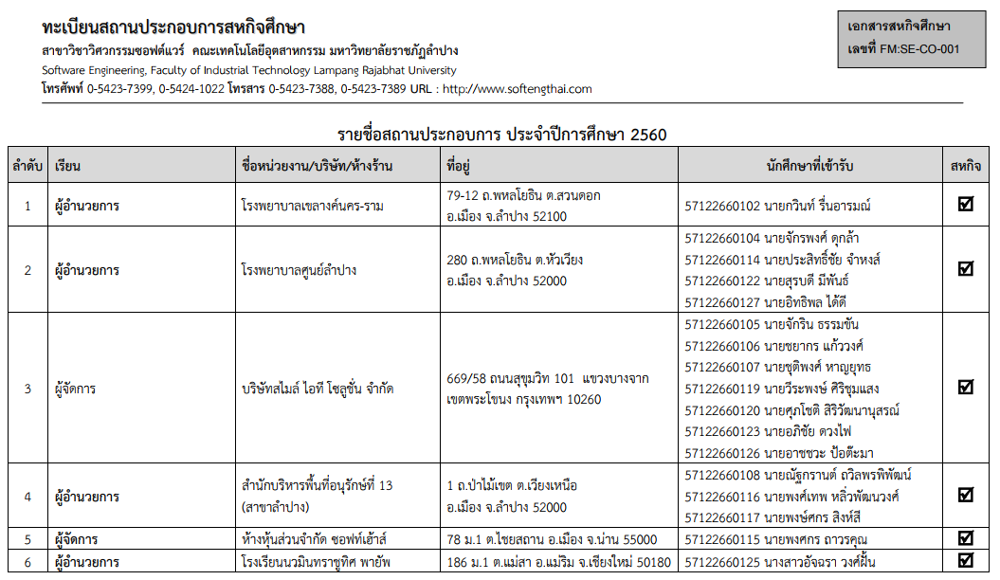 ทะเบียนสถานประกอบการสหกิจศึกษา
สาขาวิชาวิศวกรรมซอฟต์แวร์ คณะเทคโนโลยีอุตสาหกรรม มหาวิทยาลัยราชภัฏลำปาง
Software Engineering, Faculty of Industrial Technology Lampang Rajabhat University
โทรศัพท์ 0-5423-7399, 0-5424-1022 โทรสาร 0-5423-7388, 0-5423-7389 URL : http://www.softengthai.com
เอกสารสหกิจศึกษา
เลขที่ FM:SE-CO-001
รายชื่อสถานประกอบการ ประจำปีการศึกษา 2560
ลำดับ เรียน ชื่อหน่วยงาน/บริษัท/ห้างร้าน ที่อยู่ นักศึกษาที่เข้ารับ สหกิจ
1 ผู้อำนวยการ โรงพยาบาลเขลางค์นคร-ราม
79-12 ถ.พหลโยธิน ต.สวนดอก
อ.เมือง จ.ลำปาง 52100
57122660102 นายกวินท์ รื่นอารมณ์
2 ผู้อำนวยการ โรงพยาบาลศูนย์ลำปาง
280 ถ.พหลโยธิน ต.หัวเวียง
อ.เมือง จ.ลำปาง 52000
57122660104 นายจักรพงศ์ ดุกล้า
57122660114 นายประสิทธิ์ชัย จำหงส์
57122660122 นายสุรบดี มีพันธ์
57122660127 นายอิทธิพล ได้ดี
3 ผู้จัดการ บริษัทสไมล์ ไอที โซลูชั่น จำกัด
669/58 ถนนสุขุมวิท 101 แขวงบางจาก
เขตพระโขนง กรุงเทพฯ 10260
57122660105 นายจักริน ธรรมขัน
57122660106 นายชยากร แก้ววงศ์
57122660107 นายชุติพงศ์ หาญยุทธ
57122660119 นายวีระพงษ์ ศิริชุมแสง
57122660120 นายศุภโชติ สิริวัฒนานุสรณ์
57122660123 นายอภิชัย ดวงไฟ
57122660126 นายอาชชวะ ป้อต๊ะมา
4 ผู้อำนวยการ
สำนักบริหารพื้นที่อนุรักษ์ที่ 13
(สาขาลำปาง)
1 ถ.ป่าไม้เขต ต.เวียงเหนือ
อ.เมือง จ.ลำปาง 52000
57122660108 นายณัฐกรานต์ ถวิลพรพิพัฒน์
57122660116 นายพงศ์เทพ หลิ่วพัฒนวงศ์
57122660117 นายพงษ์ศกร สิงห์สี
5 ผู้จัดการ ห้างหุ้นส่วนจำกัด ซอฟท์เฮ้าส์ 78 ม.1 ต.ไชยสถาน อ.เมือง จ.น่าน 55000 57122660115 นายพงศกร ถาวรคุณ
6 ผู้อำนวยการ โรงเรียนนวมินทราชูทิศ พายัพ 186 ม.1 ต.แม่สา อ.แม่ริม จ.เชียงใหม่ 50180 57122660125 นางสาวอัจฉรา วงศ์ฝั้น